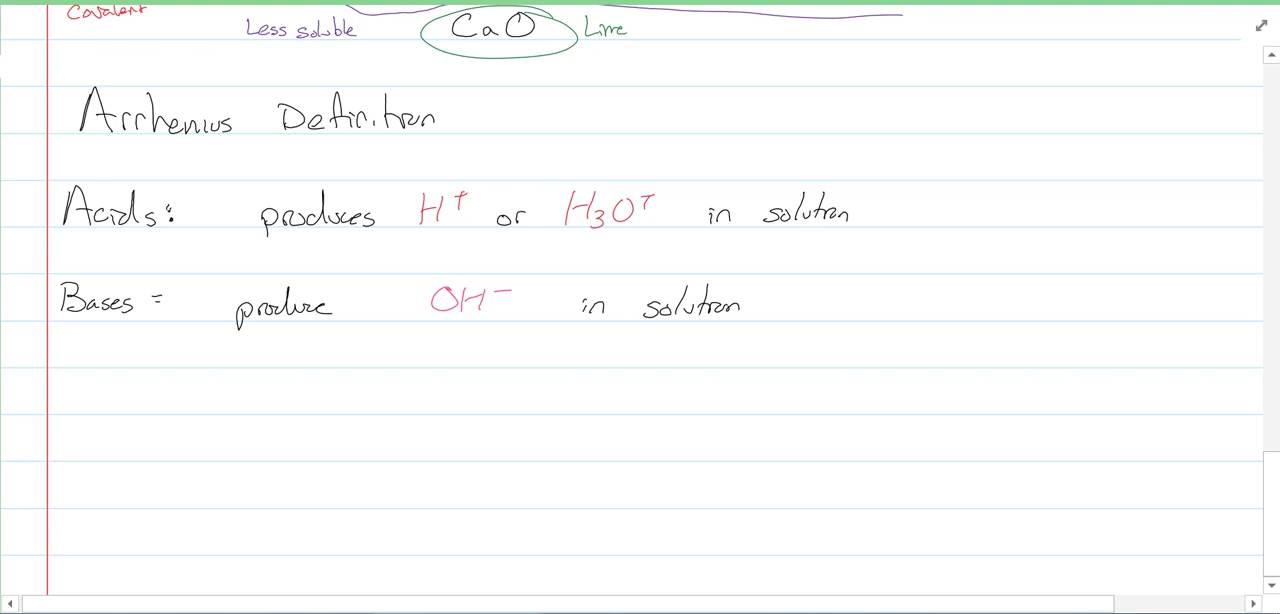 Covalent
Less soluble CaO Lime
Arrhenius Definition
Acids: produces H⁺ or H₃O⁺ in solution
Bases = produce OH⁻ in solution